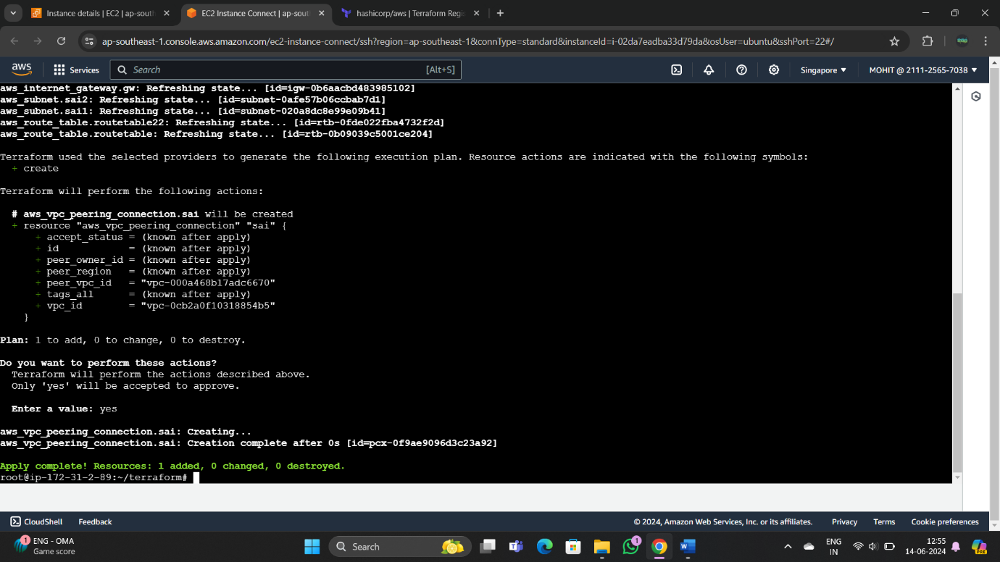 Instance details | EC2 | ap-south
EC2 Instance Connect | ap-sout
hashicorp/aws | Terraform Regi
ap-southeast-1.console.aws.amazon.com/ec2-instance-connect/ssh?region=ap-southeast-1&connType=standard&instanceId=i-02da7eadba33d79da&osUser=ubuntu&sshPort=22#/
aws
Services
Search
[Alt+S]
Singapore
MOHIT @ 2111-2565-7038
aws_internet_gateway.gw: Refreshing state... [id=igw-0b6aacbd483985102]
aws_subnet.sai2: Refreshing state... [id=subnet-0afe57b06ccbab7d1]
aws_subnet.sai1: Refreshing state... [id=subnet-020a8dc8e99e09b41]
aws_route_table.routetable22: Refreshing state... [id=rtb-0fde022fba4732f2d]
aws_route_table.routetable: Refreshing state... [id=rtb-0b09039c5001ce204]
Terraform used the selected providers to generate the following execution plan. Resource actions are indicated with the following symbols:
+ create
Terraform will perform the following actions:
# aws_vpc_peering_connection.sai will be created
+ resource "aws_vpc_peering_connection" "sai" {
+ accept_status = (known after apply)
+ id = (known after apply)
+ peer_owner_id = (known after apply)
+ peer_region = (known after apply)
+ peer_vpc_id = "vpc-000a468b17adc6670"
+ tags_all = (known after apply)
+ vpc_id = "vpc-0cb2a0f10318854b5"
}
Plan: 1 to add, 0 to change, 0 to destroy.
Do you want to perform these actions?
Terraform will perform the actions described above.
Only 'yes' will be accepted to approve.
Enter a value: yes
aws_vpc_peering_connection.sai: Creating...
aws_vpc_peering_connection.sai: Creation complete after 0s [id=pcx-0f9ae9096d3c23a92]
Apply complete! Resources: 1 added, 0 changed, 0 destroyed.
root@ip-172-31-2-89:~/terraform#
CloudShell
Feedback
© 2024, Amazon Web Services, Inc. or its affiliates.
Privacy
Terms
Cookie preferences
1
ENG - OMA
Game score
Search
1
ENG
IN
12:55
14-06-2024
PRE